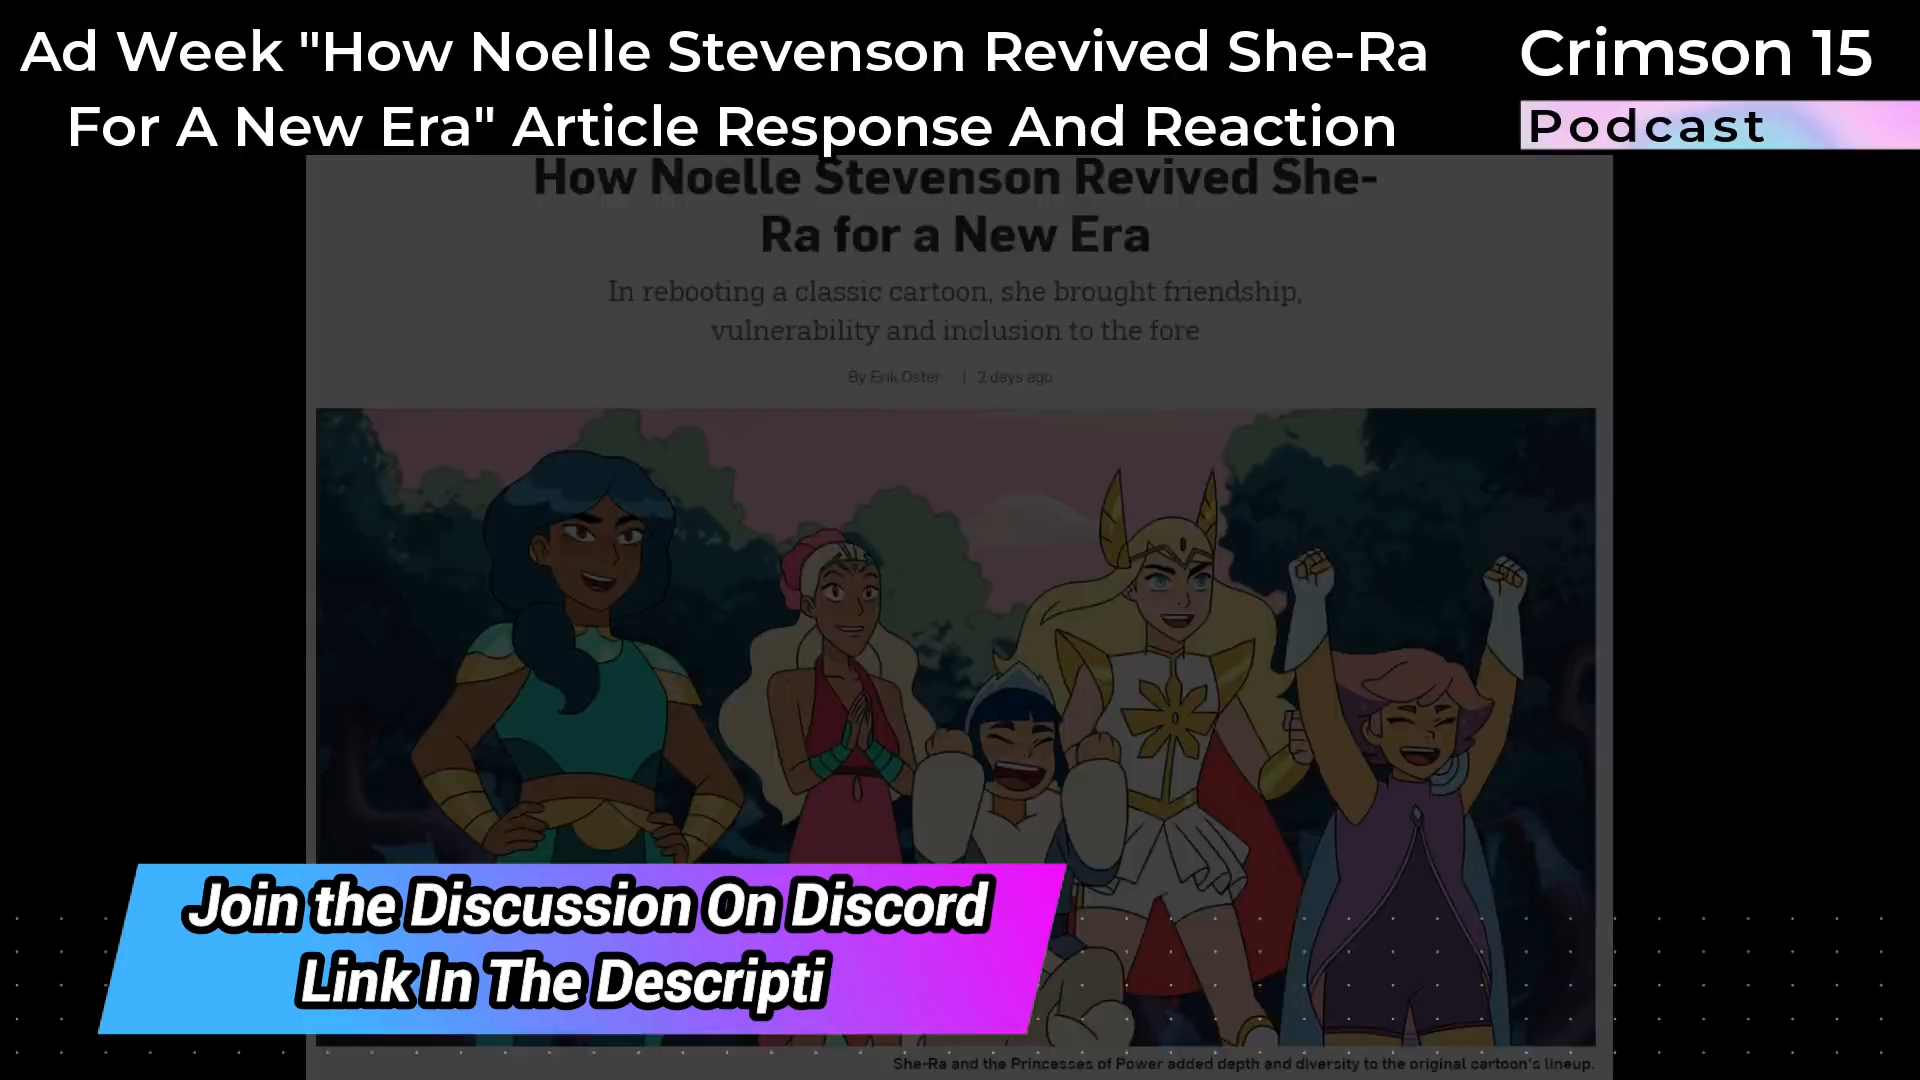 Ad Week "How Noelle Stevenson Revived She-Ra
For A New Era" Article Response And Reaction
Crimson 15
Podcast
How Noelle Stevenson Revived She-
Ra for a New Era
In rebooting a classic cartoon, she brought friendship,
vulnerability and inclusion to the fore
By Erik Oster | 2 days ago
Join the Discussion On Discord
Link In The Descripti
She-Ra and the Princesses of Power added depth and diversity to the original cartoon's lineup.